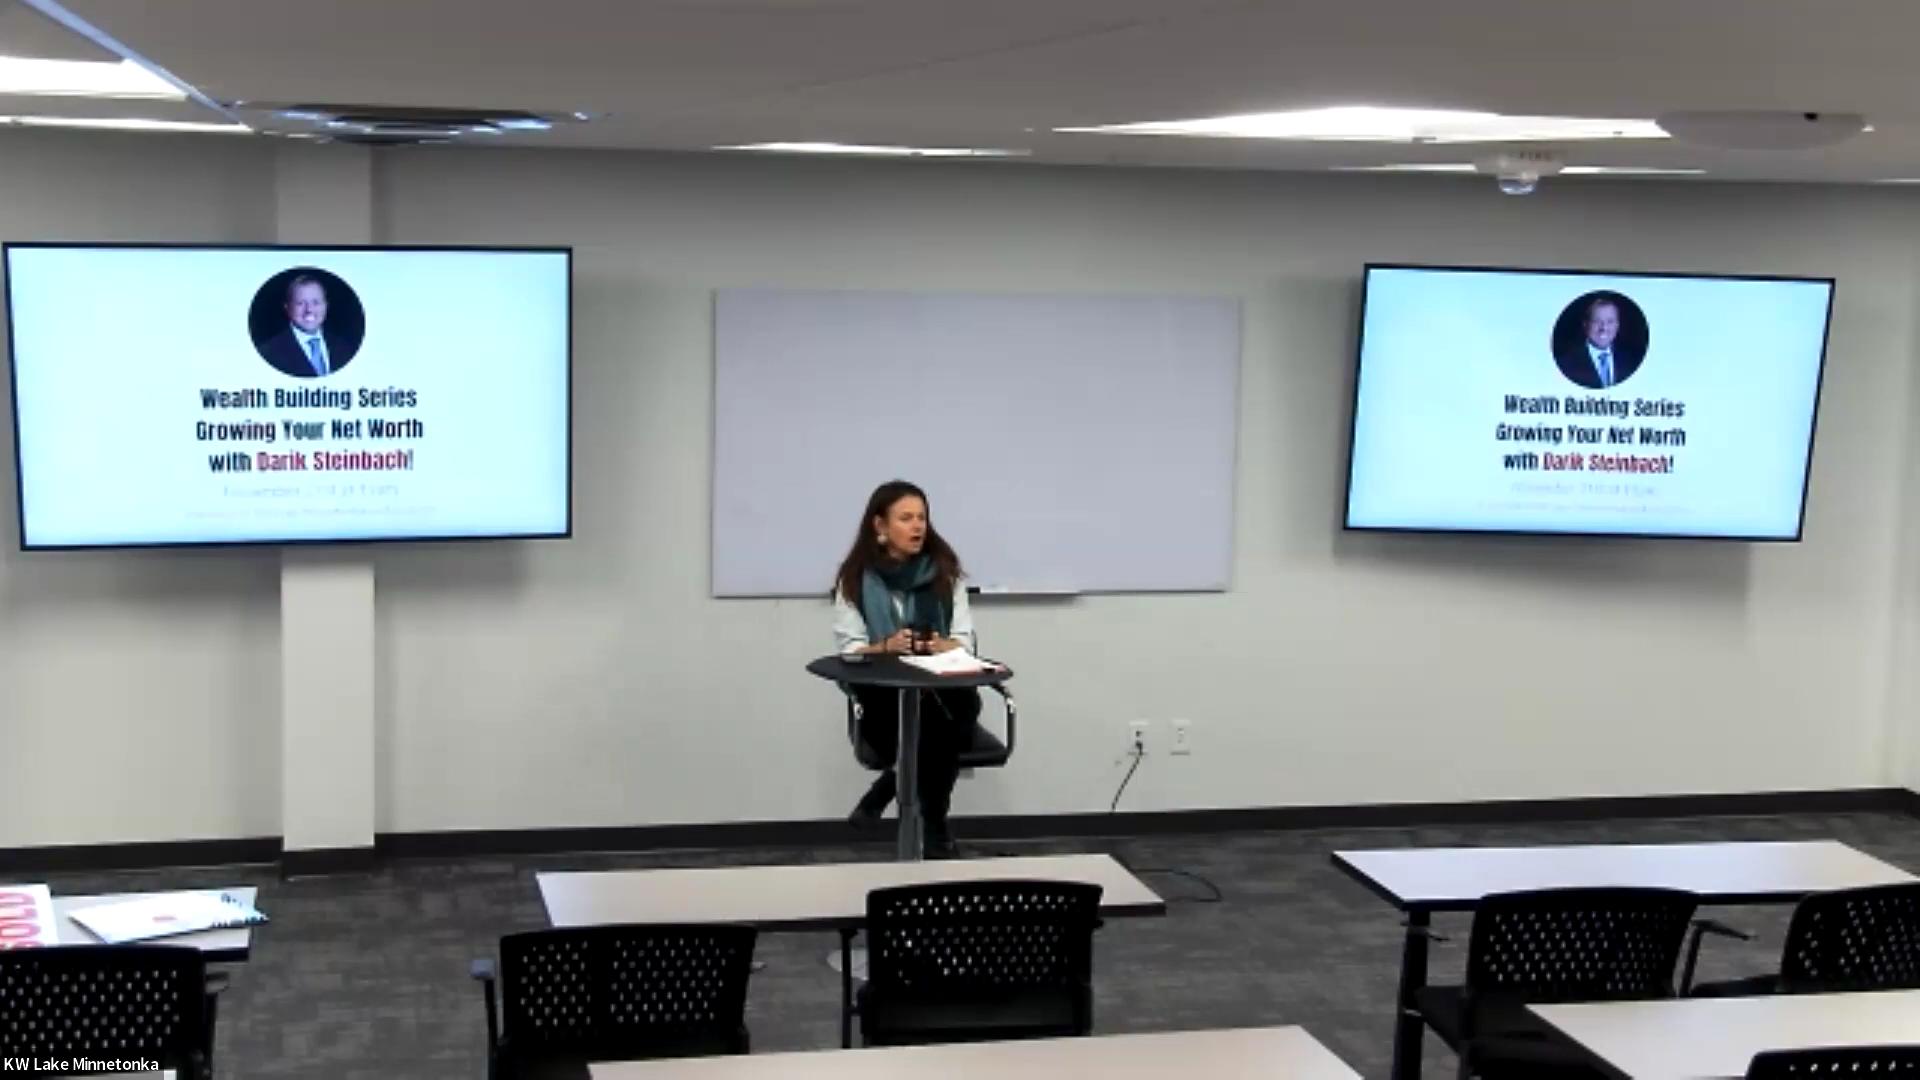 Wealth Building Series
Growing Your Net Worth
with Darik Steinbach!
Wealth Building Series
Growing Your Net Worth
with Darik Steinbach!
SOLD
KW Lake Minnetonka